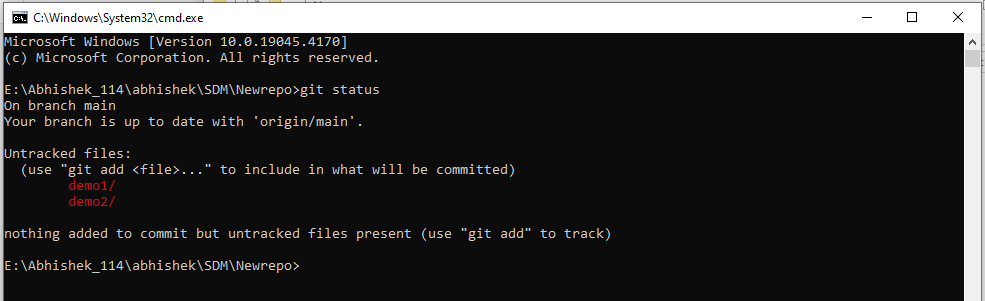 C:\Windows\System32\cmd.exe
Microsoft Windows [Version 10.0.19045.4170]
(c) Microsoft Corporation. All rights reserved.
E:\Abhishek_114\abhishek\SDM\Newrepo>git status
On branch main
Your branch is up to date with 'origin/main'.
Untracked files:
  (use "git add <file>..." to include in what will be committed)
        demo1/
        demo2/
nothing added to commit but untracked files present (use "git add" to track)
E:\Abhishek_114\abhishek\SDM\Newrepo>